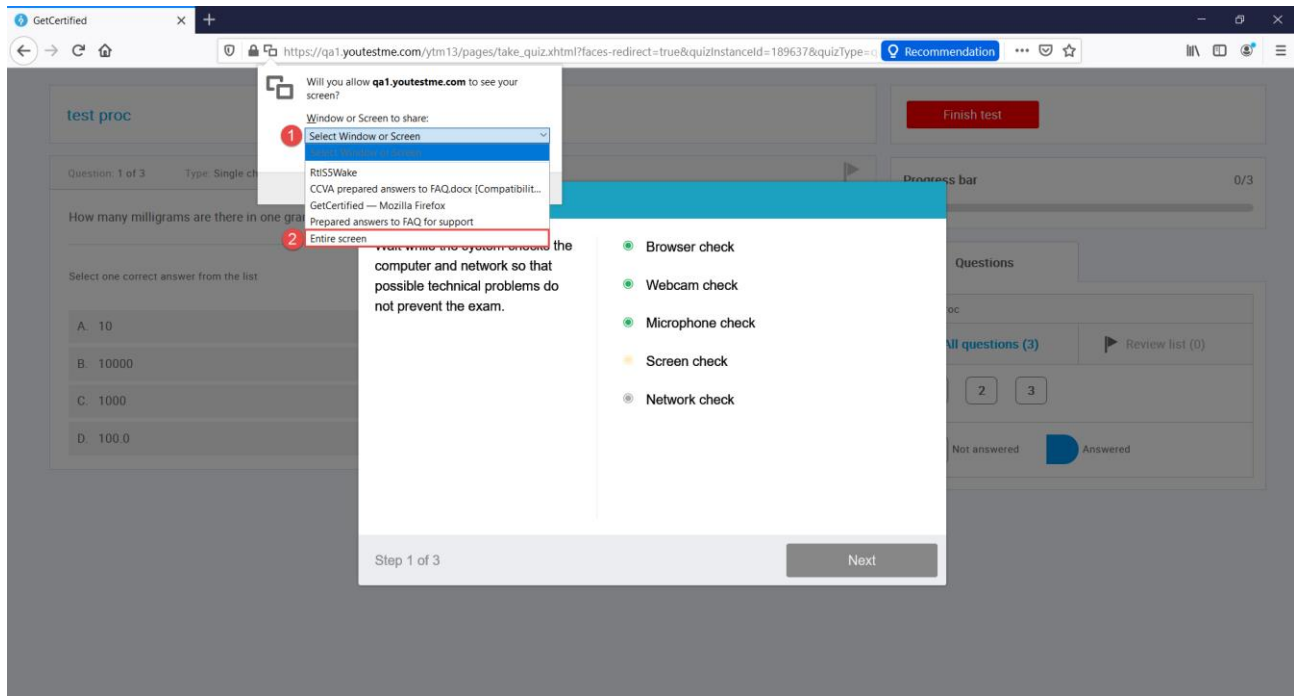 GetCertified
https://qa1.youtestme.com/ytm13/pages/take_quiz.xhtml?faces-redirect=true&quizInstanceId=189637&quizType=
Recommendation
Will you allow qa1.youtestme.com to see your
screen?
Window or Screen to share:
1
Select Window or Screen
Select Window or Screen
RtlS5Wake
CCVA prepared answers to FAQ.docx [Compatibilit...
GetCertified — Mozilla Firefox
Prepared answers to FAQ for support
2
Entire screen
test proc
Finish test
Question: 1 of 3
Type: Single
Progress bar
0/3
How many milligrams are there in one
Select one correct answer from the list
A. 10
B. 10000
C. 1000
D. 100.0
Wait while the system checks the
computer and network so that
possible technical problems do
not prevent the exam.
Browser check
Webcam check
Microphone check
Screen check
Network check
Step 1 of 3
Next
Questions
All questions (3)
Review list (0)
2
3
Not answered
Answered